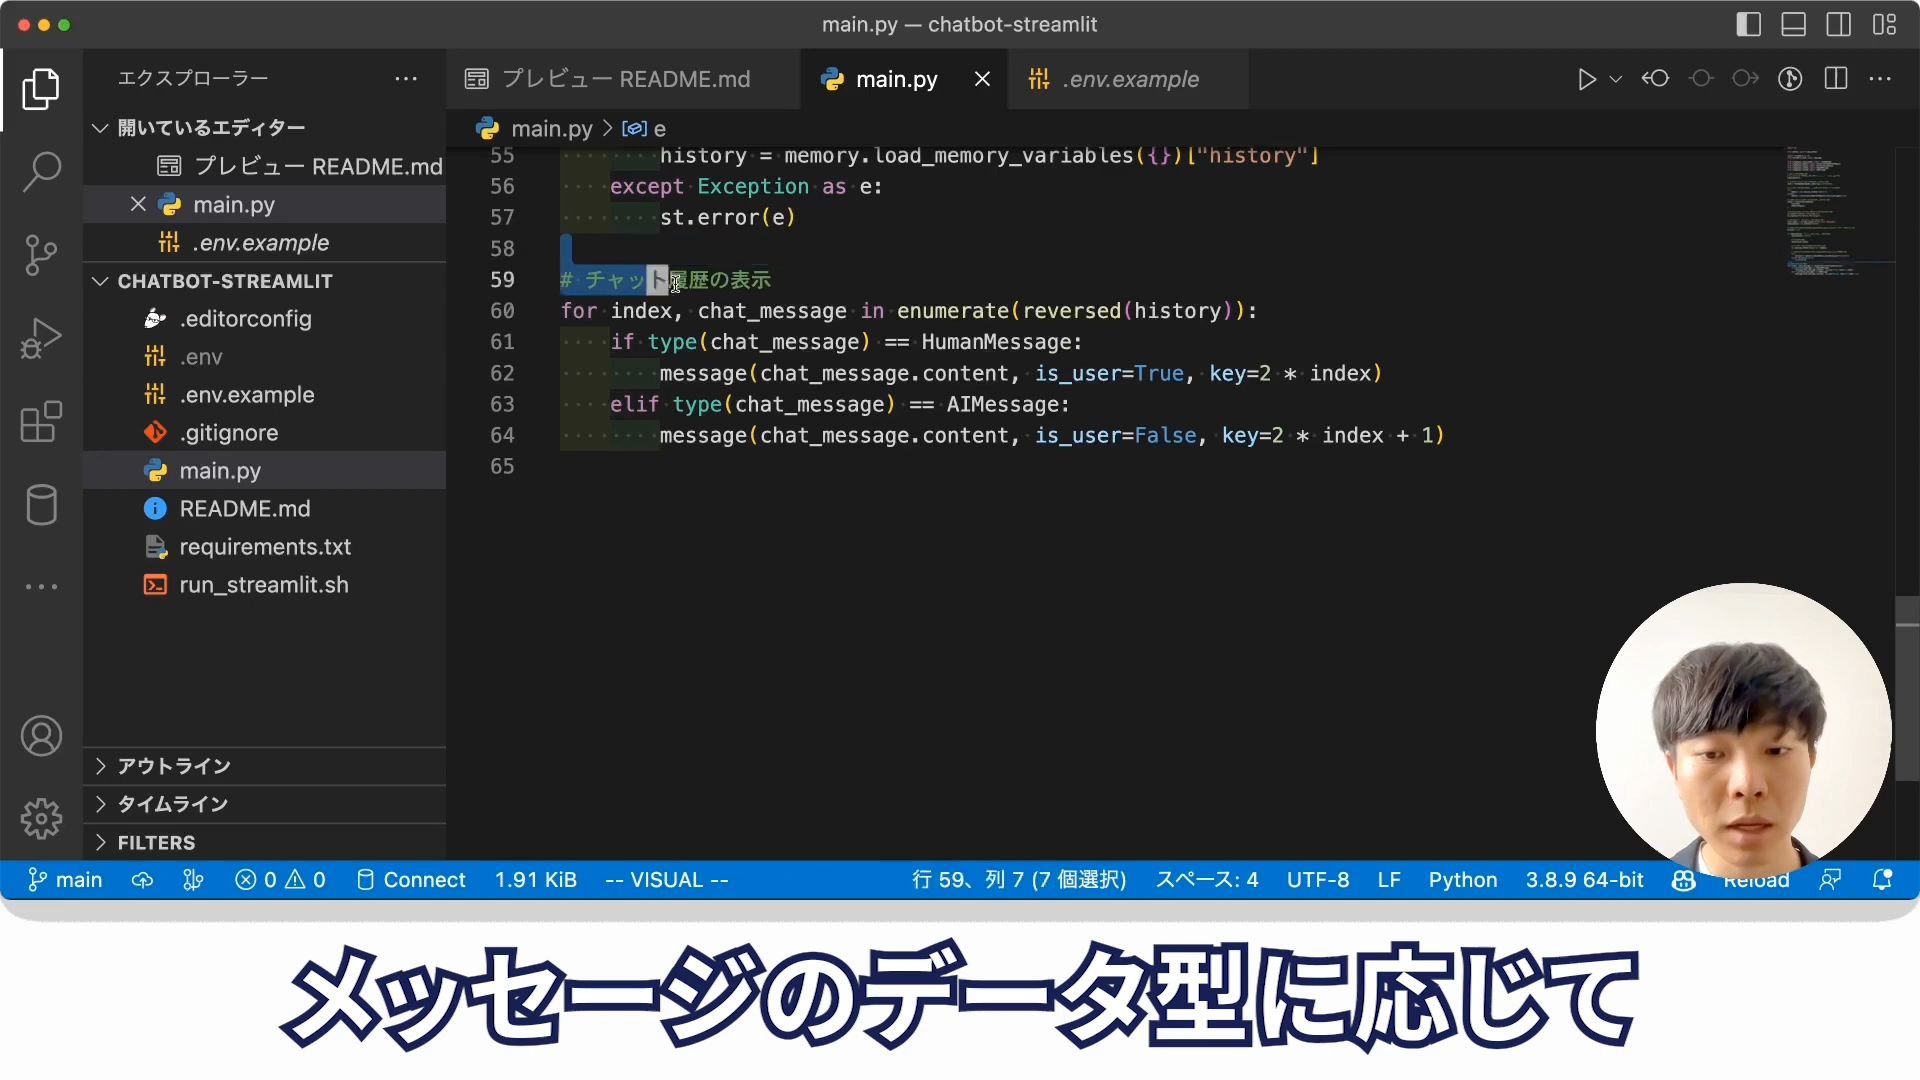 main.py — chatbot-streamlit
エクスプローラー
プレビュー README.md
main.py
.env.example
開いているエディター
プレビュー README.md
main.py
.env.example
CHATBOT-STREAMLIT
.editorconfig
.env
.env.example
.gitignore
main.py
README.md
requirements.txt
run_streamlit.sh
アウトライン
タイムライン
FILTERS
main.py > e
55 history = memory.load_memory_variables({})["history"]
56 except Exception as e:
57 st.error(e)
58
59 # チャット履歴の表示
60 for index, chat_message in enumerate(reversed(history)):
61 if type(chat_message) == HumanMessage:
62 message(chat_message.content, is_user=True, key=2 * index)
63 elif type(chat_message) == AIMessage:
64 message(chat_message.content, is_user=False, key=2 * index + 1)
65
main 0 0 Connect 1.91 KiB -- VISUAL -- 行 59、列 7 (7 個選択) スペース: 4 UTF-8 LF Python 3.8.9 64-bit Reload
メッセージのデータ型に応じて